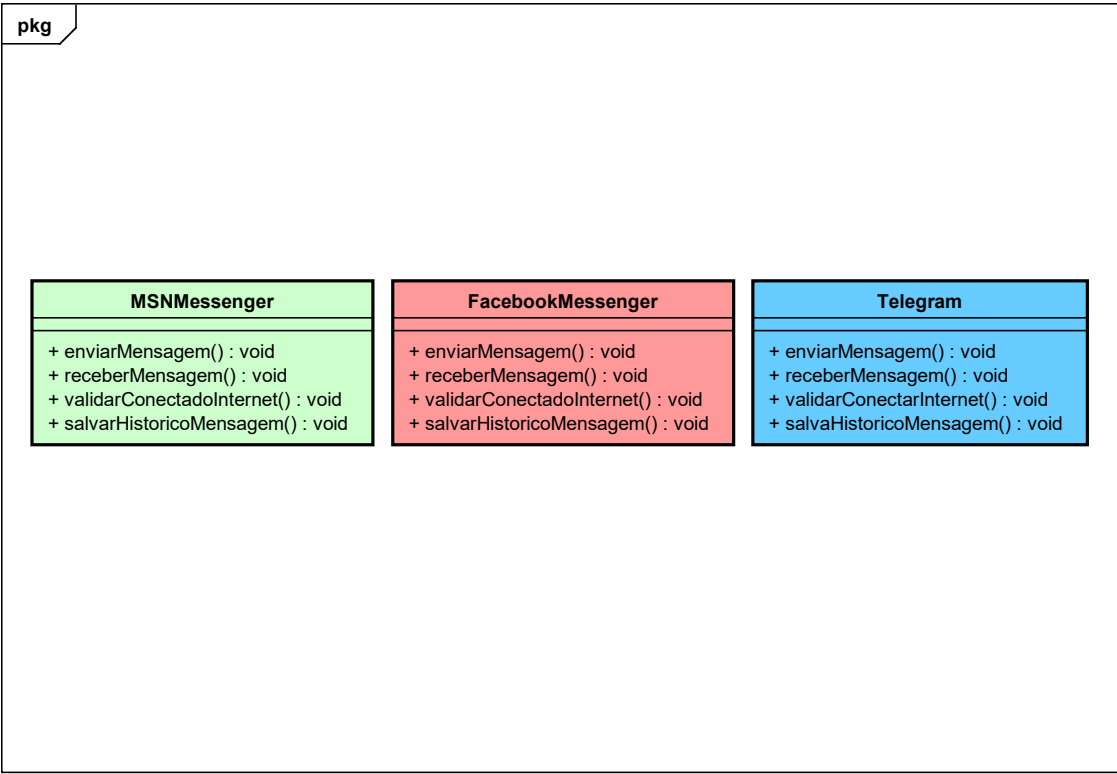 pkg
MSNMessenger
+ enviarMensagem() : void
+ receberMensagem() : void
+ validarConectadoInternet() : void
+ salvarHistoricoMensagem() : void
FacebookMessenger
+ enviarMensagem() : void
+ receberMensagem() : void
+ validarConectadoInternet() : void
+ salvarHistoricoMensagem() : void
Telegram
+ enviarMensagem() : void
+ receberMensagem() : void
+ validarConectarInternet() : void
+ salvaHistoricoMensagem() : void